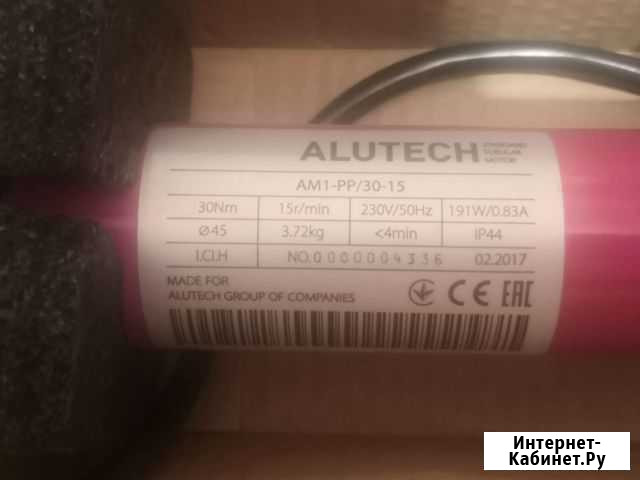 ALUTECH STANDARD TUBULAR MOTOR
AM1-PP/30-15
30Nm 15r/min 230V/50Hz 191W/0.83A
Ø45 3.72kg <4min IP44
I.Cl.H NO.0000004336 02.2017
MADE FOR
ALUTECH GROUP OF COMPANIES
CE EAC
Интернет-
Кабинет.Ру